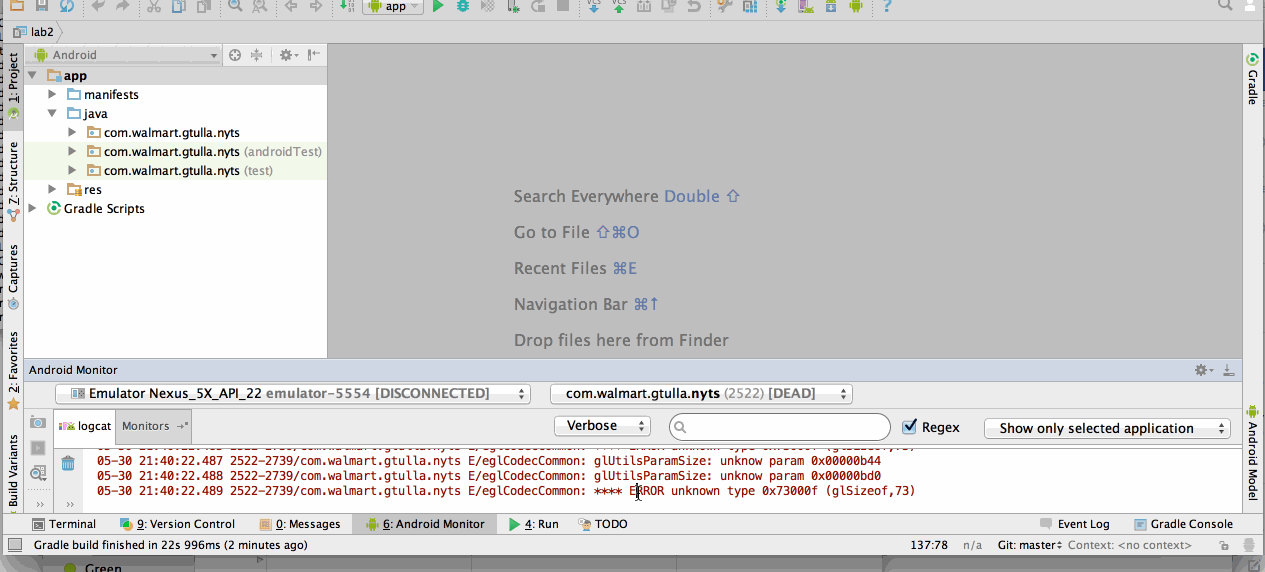 app
lab2
Android
app
manifests
java
com.walmart.gtulla.nyts
com.walmart.gtulla.nyts (androidTest)
com.walmart.gtulla.nyts (test)
res
Gradle Scripts
1: Project
Z: Structure
Captures
2: Favorites
Build Variants
Search Everywhere Double ⇧
Go to File ⇧⌘O
Recent Files ⌘E
Navigation Bar ⌘↑
Drop files here from Finder
Gradle
Android Model
Android Monitor
Emulator Nexus_5X_API_22 emulator-5554 [DISCONNECTED]
com.walmart.gtulla.nyts (2522) [DEAD]
logcat
Monitors
Verbose
Regex
Show only selected application
05-30 21:40:22.487 2522-2739/com.walmart.gtulla.nyts E/eglCodecCommon: glUtilsParamSize: unknow param 0x00000b44
05-30 21:40:22.488 2522-2739/com.walmart.gtulla.nyts E/eglCodecCommon: glUtilsParamSize: unknow param 0x00000bd0
05-30 21:40:22.489 2522-2739/com.walmart.gtulla.nyts E/eglCodecCommon: **** ERROR unknown type 0x73000f (glSizeof,73)
Terminal
9: Version Control
0: Messages
6: Android Monitor
4: Run
TODO
Event Log
Gradle Console
Gradle build finished in 22s 996ms (2 minutes ago)
137:78
n/a
Git: master
Context: <no context>
Green